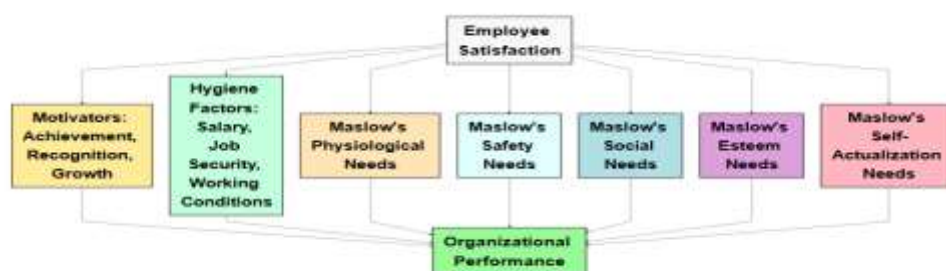 Employee
Satisfaction
Motivators:
Achievement,
Recognition,
Growth
Hygiene
Factors:
Salary,
Job
Security,
Working
Conditions
Maslow's
Physiological
Needs
Maslow's
Safety
Needs
Maslow's
Social
Needs
Maslow's
Esteem
Needs
Maslow's
Self-
Actualization
Needs
Organizational
Performance